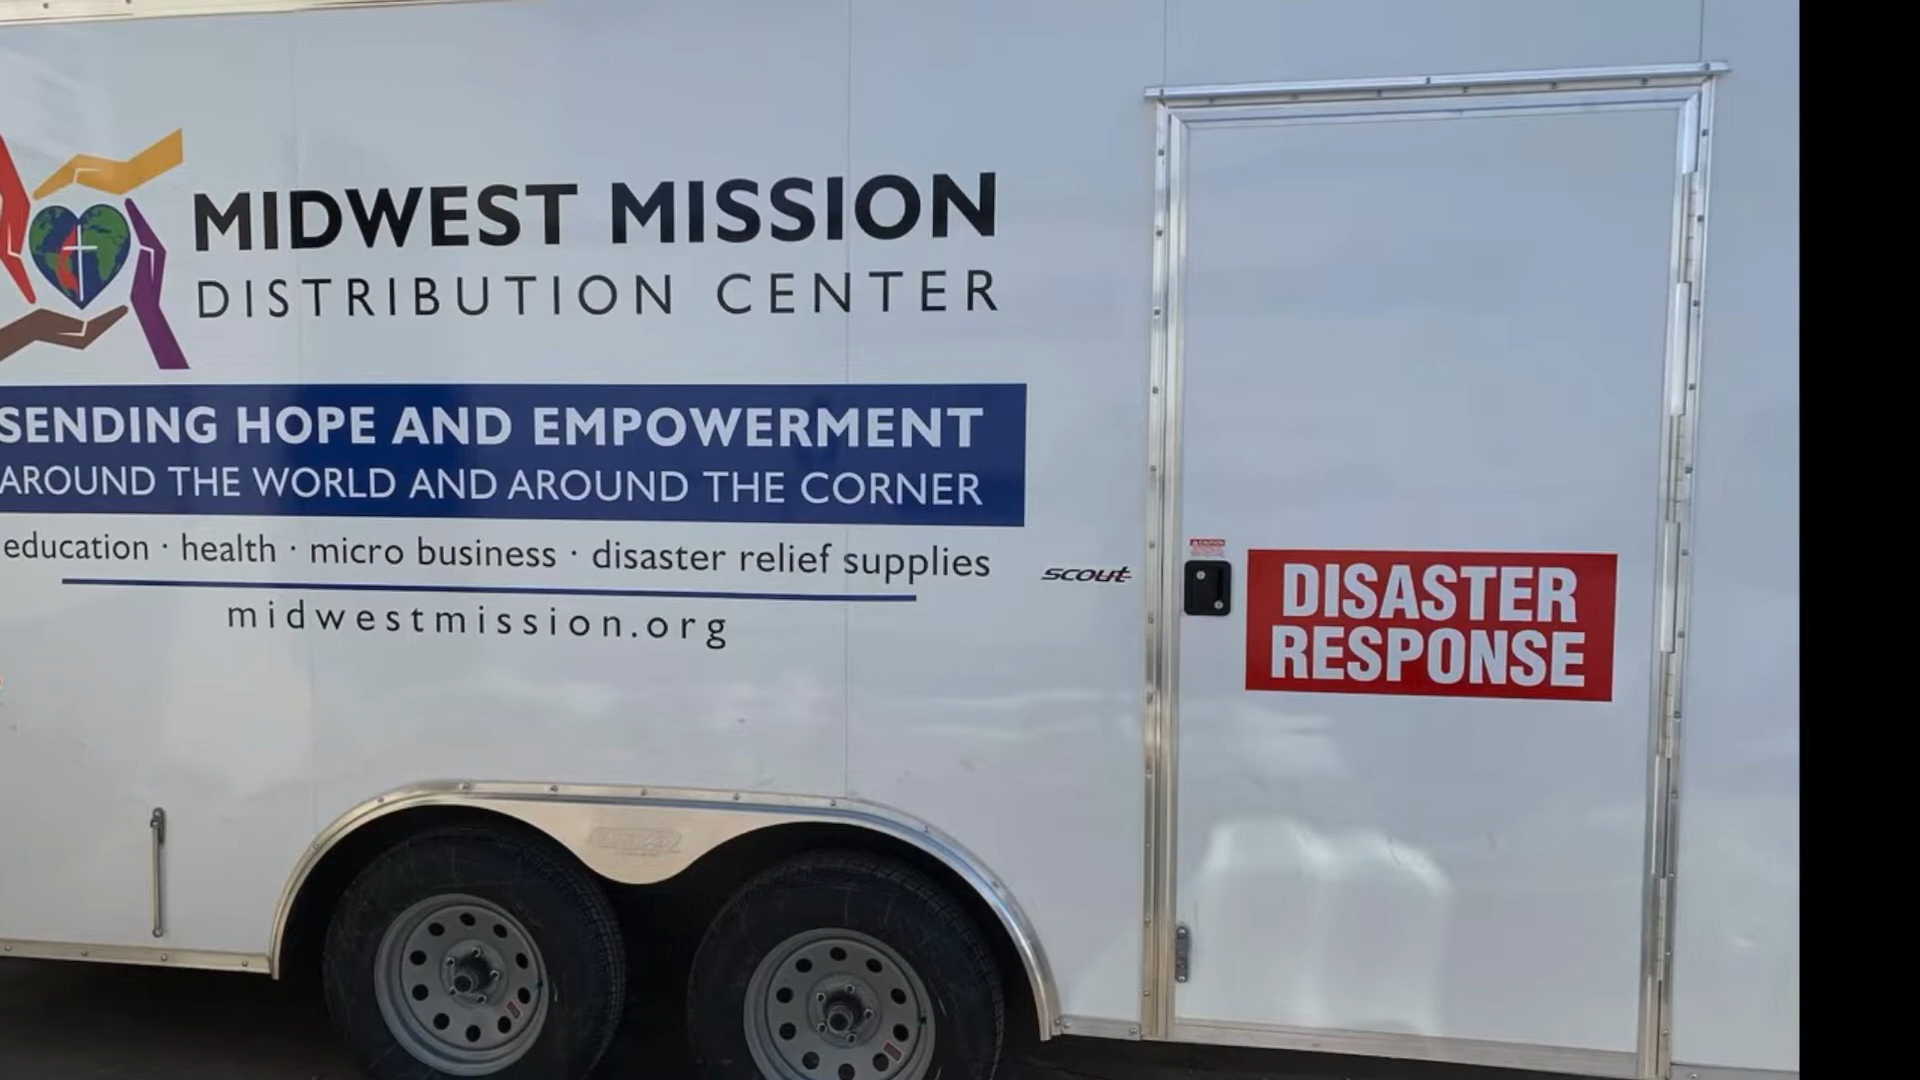 MIDWEST MISSION
DISTRIBUTION CENTER
SENDING HOPE AND EMPOWERMENT
AROUND THE WORLD AND AROUND THE CORNER
education · health · micro business · disaster relief supplies
midwestmission.org
scout
DISASTER
RESPONSE